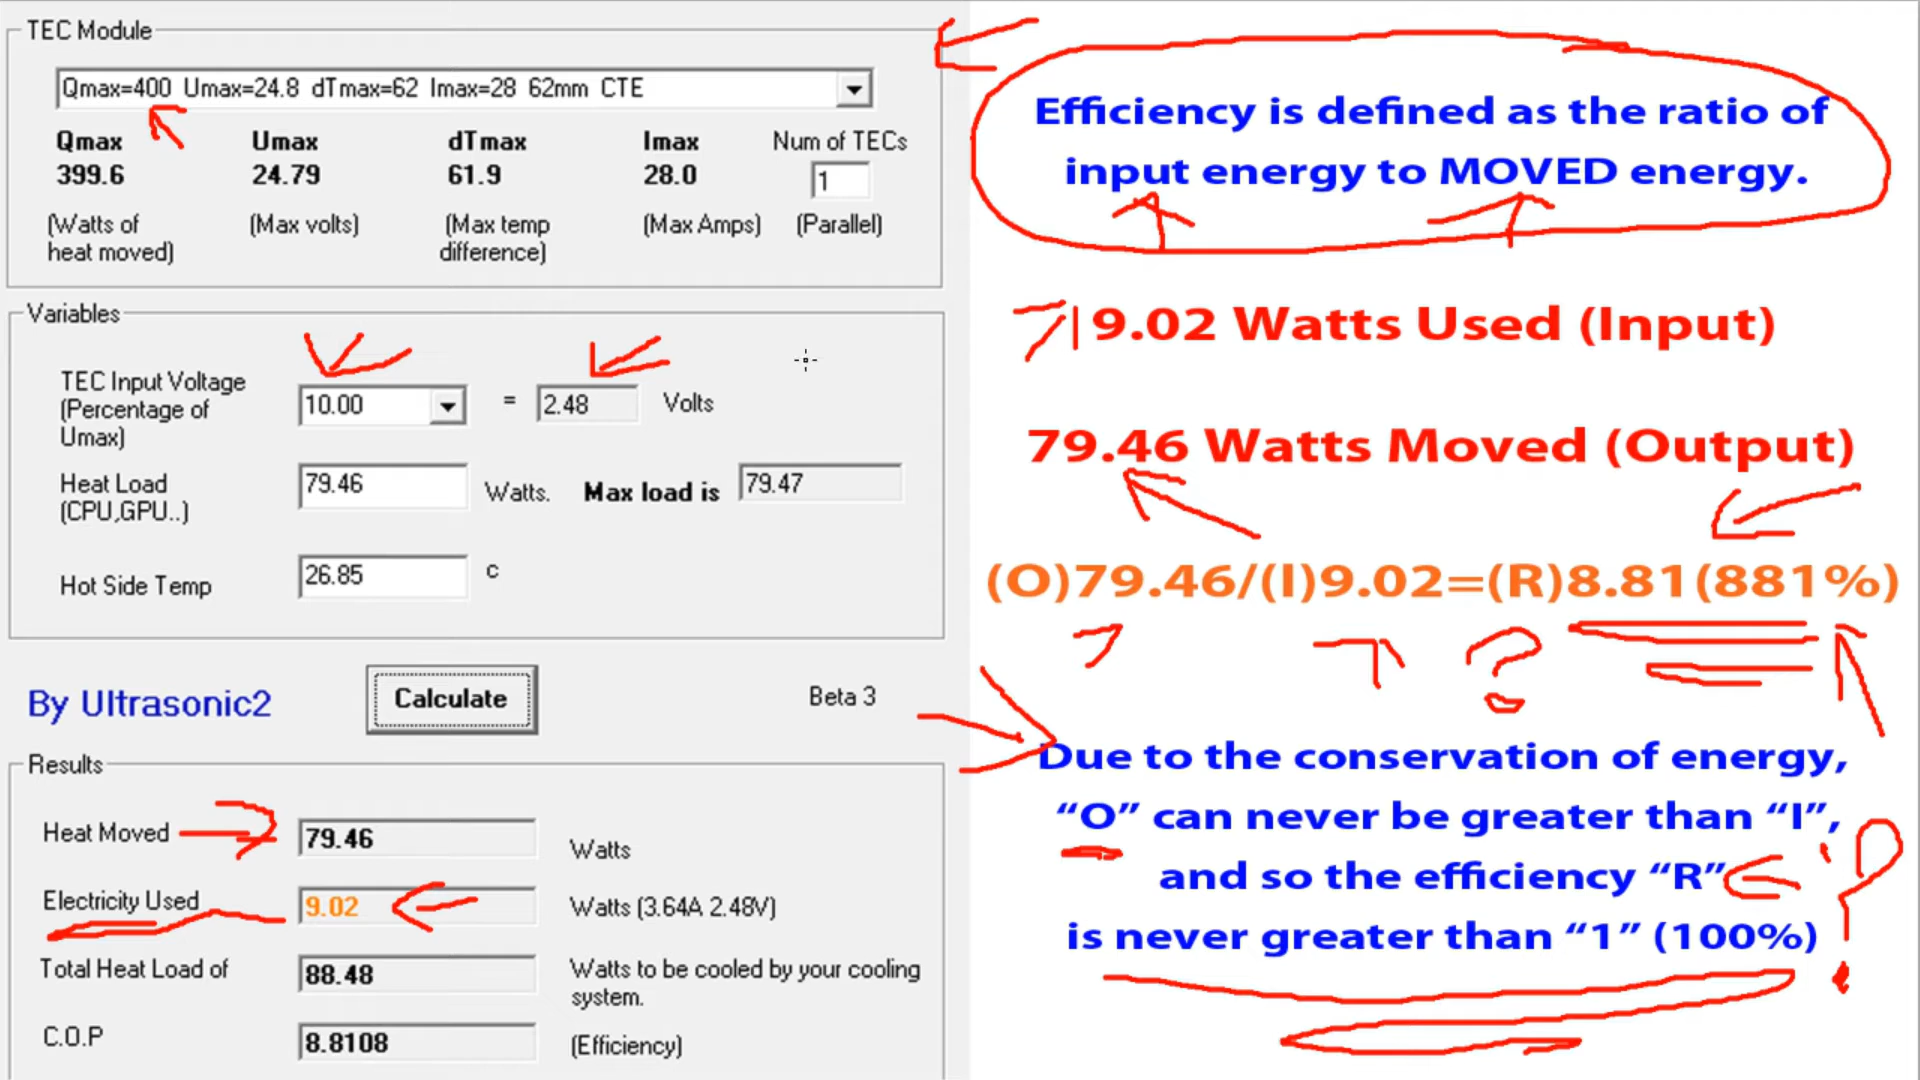 TEC Module
Qmax=400 Umax=24.8 dTmax=62 Imax=28 62mm CTE
Qmax Umax dTmax Imax Num of TECs
399.6 24.79 61.9 28.0 1
(Watts of heat moved) (Max volts) (Max temp difference) (Max Amps) (Parallel)
Variables
TEC Input Voltage
(Percentage of
Umax)
10.00 = 2.48 Volts
Heat Load
(CPU,GPU..)
79.46 Watts. Max load is 79.47
Hot Side Temp 26.85 c
By Ultrasonic2 Calculate Beta 3
Results
Heat Moved 79.46 Watts
Electricity Used 9.02 Watts (3.64A 2.48V)
Total Heat Load of 88.48 Watts to be cooled by your cooling
system.
C.O.P 8.8108 (Efficiency)
Efficiency is defined as the ratio of
input energy to MOVED energy.
9.02 Watts Used (Input)
79.46 Watts Moved (Output)
(O)79.46/(I)9.02=(R)8.81(881%)
?
Due to the conservation of energy,
“O” can never be greater than “I”,
and so the efficiency “R”
is never greater than “1” (100%)
?